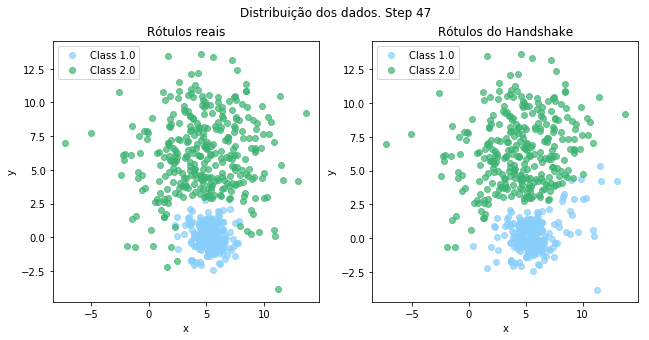 Distribuição dos dados. Step 47
Rótulos reais
Class 1.0
Class 2.0
12.5
10.0
7.5
5.0
2.5
0.0
−2.5
y
−5
0
5
10
x
Rótulos do Handshake
Class 1.0
Class 2.0
12.5
10.0
7.5
5.0
2.5
0.0
−2.5
y
−5
0
5
10
x